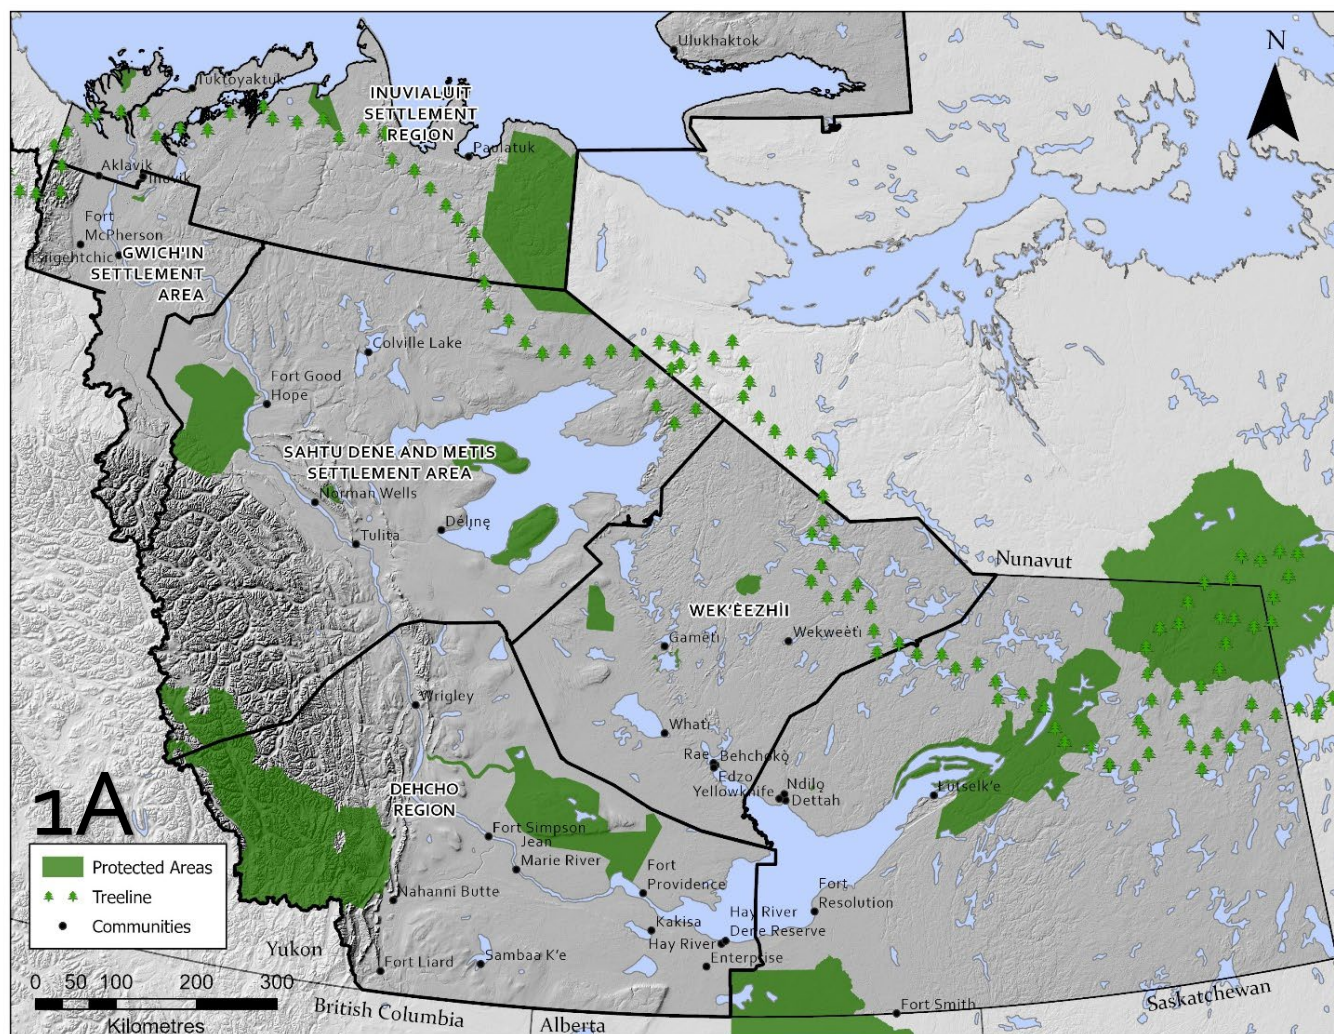 Ulukhaktok
N
Tuktoyaktuk
INUVIALUIT
SETTLEMENT
REGION
Paulatuk
Aklavik
Inuvik
Fort
McPherson
Tsiigehtchic
GWICH'IN
SETTLEMENT
AREA
Colville Lake
Fort Good
Hope
SAHTU DENE AND METIS
SETTLEMENT AREA
Norman Wells
Délı̨nę
Tulita
Nunavut
WEK'ÈEZHÌI
Gamètì
Wekweètì
Wrigley
Whatì
Rae
Behchokǫ̀
Edzo
Yellowknife
Ndilo
Dettah
Łutselk'e
DEHCHO
REGION
Fort Simpson
Jean
Marie River
Fort
Providence
Fort
Resolution
Nahanni Butte
Kakisa
Hay River
Dene Reserve
Hay River
Enterprise
Sambaa K'e
Fort Liard
Fort Smith
1A
Protected Areas
Treeline
Communities
Yukon
British Columbia
Alberta
Saskatchewan
0 50 100 200 300
Kilometres